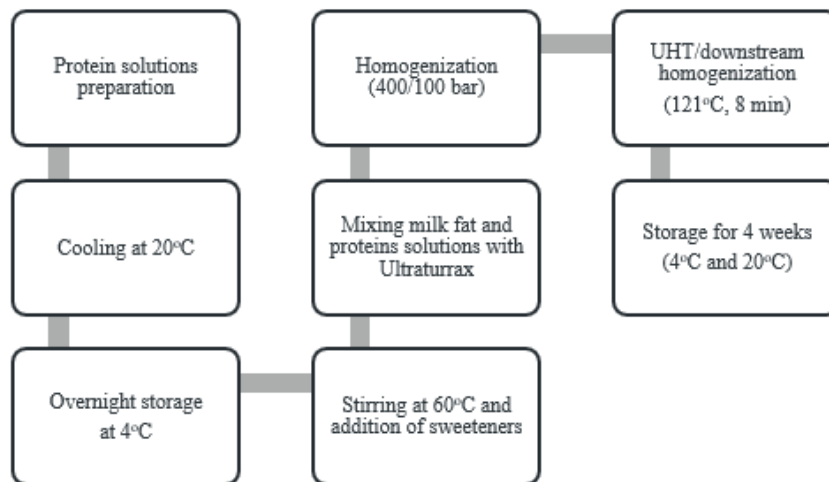 Protein solutions
preparation
Cooling at 20°C
Overnight storage
at 4°C
Stirring at 60°C and
addition of sweeteners
Mixing milk fat and
proteins solutions with
Ultraturrax
Homogenization
(400/100 bar)
UHT/downstream
homogenization
(121°C, 8 min)
Storage for 4 weeks
(4°C and 20°C)